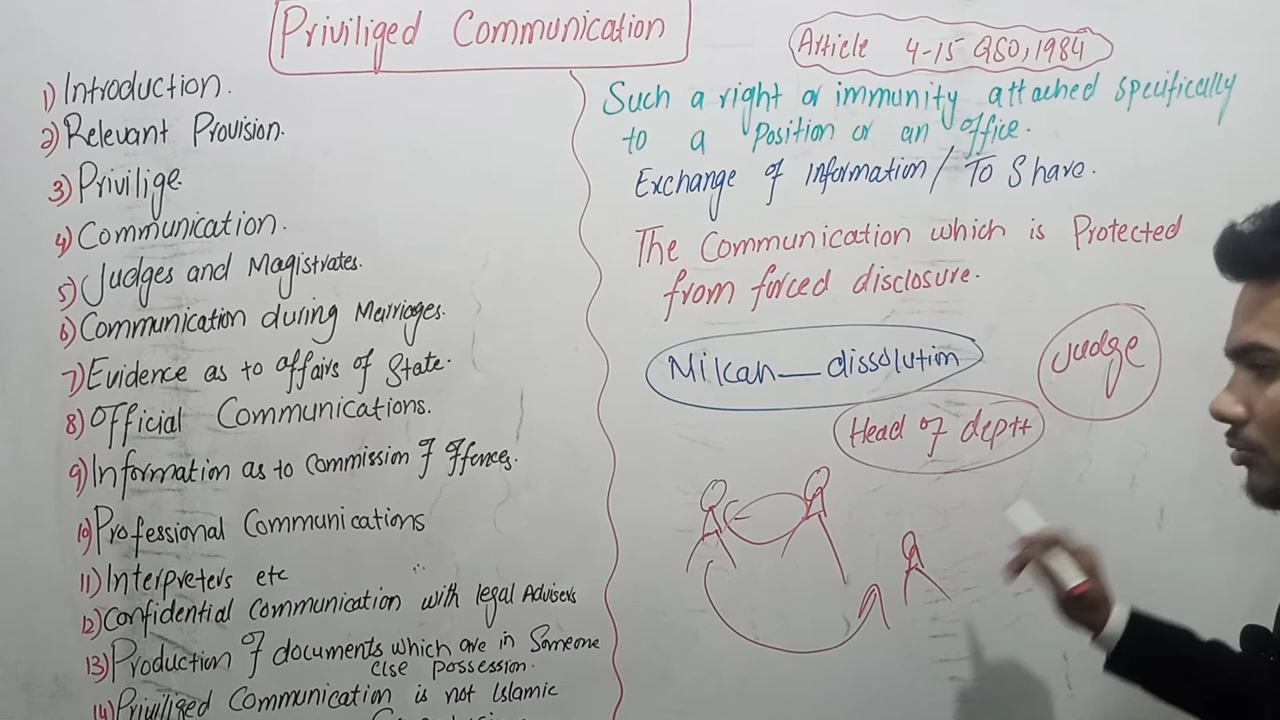 Priviliged Communication
Article 4-15 QSO, 1984
1) Introduction.
2) Relevant Provision.
3) Privilige
4) Communication.
5) Judges and Magistrates.
6) Communication during Marriages.
7) Evidence as to affairs of State.
8) Official Communications.
9) Information as to Commission of offences.
10) Professional Communications
11) Interpreters etc
12) Confidential Communication with legal Advisers
13) Production of documents which are in Someone
else possession.
14) Priviliged Communication is not Islamic
Such a right or immunity attached specifically
to a Position or an office.
Exchange of Information / To Share.
The Communication which is Protected
from forced disclosure.
Milkah — dissolution
Judge
Head of deptt